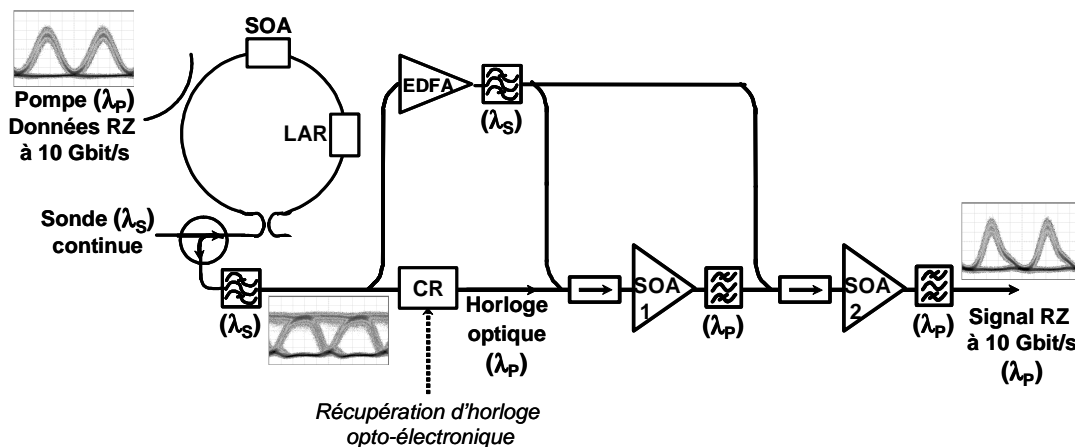 SOA
Pompe (λP)
Données RZ
à 10 Gbit/s
LAR
EDFA
(λS)
Sonde (λS)
continue
(λS)
CR
Horloge
optique
(λP)
SOA
1
(λP)
SOA
2
(λP)
Signal RZ
à 10 Gbit/s
(λP)
Récupération d'horloge
opto-électronique